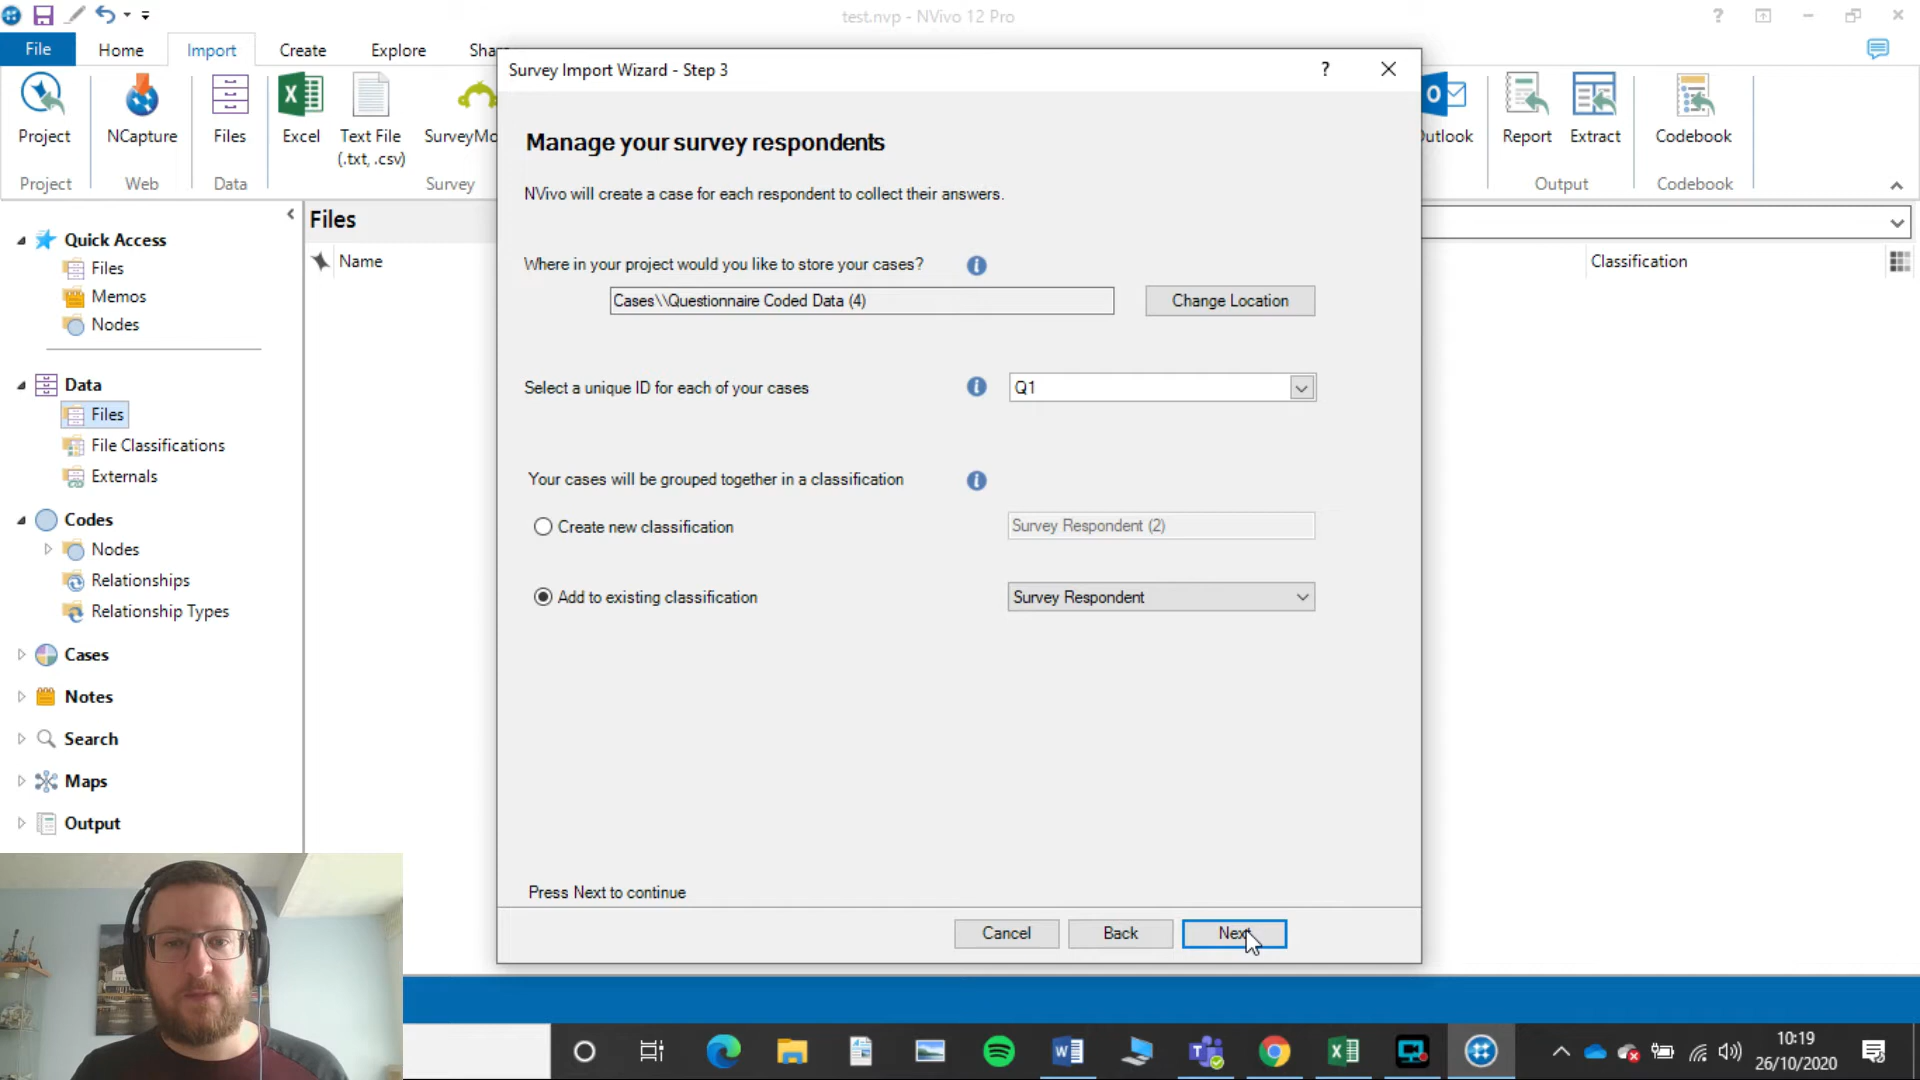 test.nvp - NVivo 12 Pro
File Home Import Create Explore Shar
Project NCapture Files Excel Text File (.txt, .csv) SurveyMo Outlook Report Extract Codebook
Project Web Data Survey Output Codebook
Quick Access
Files
Memos
Nodes
Data
Files
File Classifications
Externals
Codes
Nodes
Relationships
Relationship Types
Cases
Notes
Search
Maps
Output
Files
Name
Classification
Survey Import Wizard - Step 3
Manage your survey respondents
NVivo will create a case for each respondent to collect their answers.
Where in your project would you like to store your cases?
Cases\\Questionnaire Coded Data (4) Change Location
Select a unique ID for each of your cases Q1
Your cases will be grouped together in a classification
Create new classification Survey Respondent (2)
Add to existing classification Survey Respondent
Press Next to continue
Cancel Back Next
10:19
26/10/2020